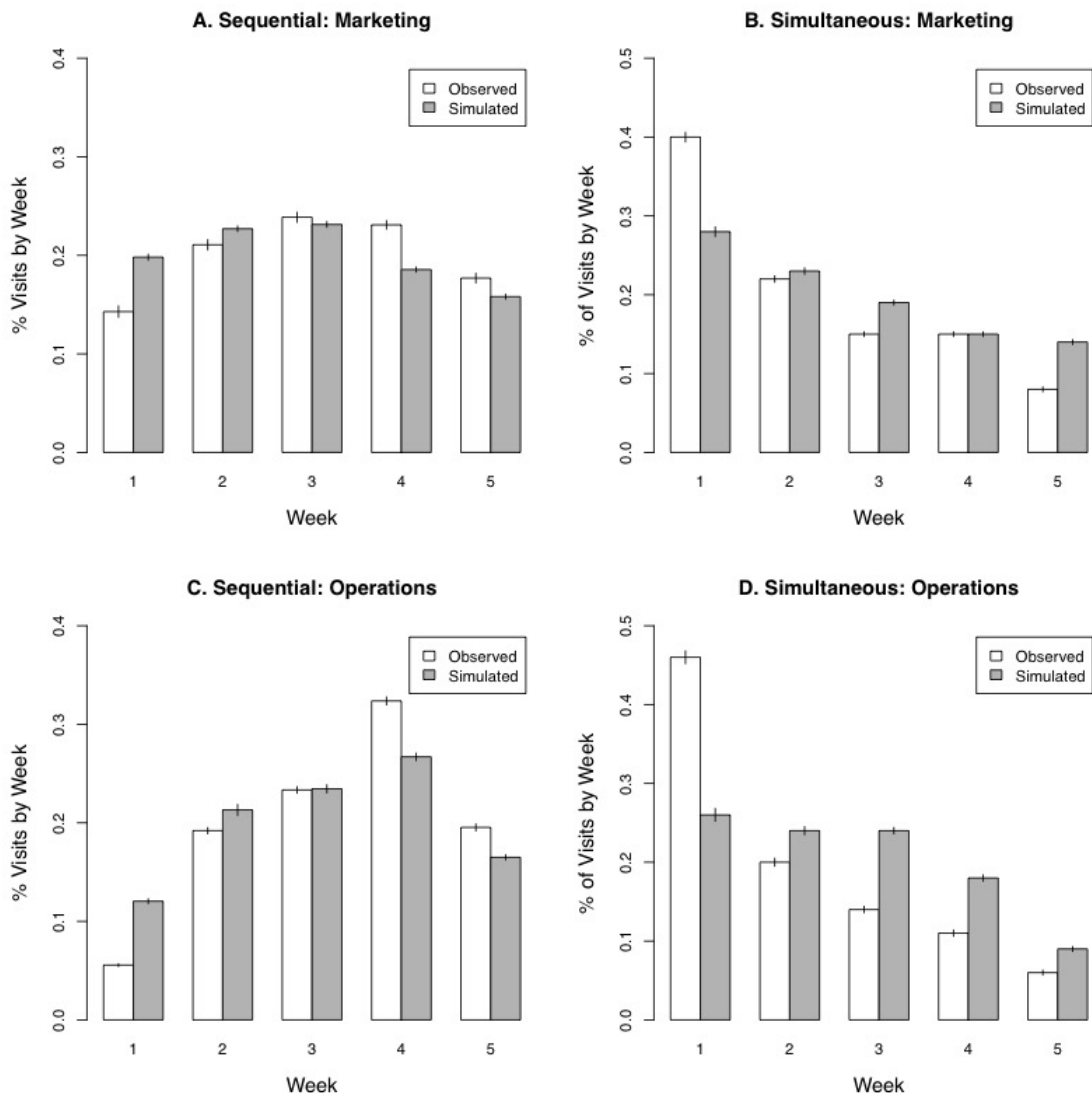 A. Sequential: Marketing
% Visits by Week
0.4
0.3
0.2
0.1
0.0
Observed
Simulated
1 2 3 4 5
Week
B. Simultaneous: Marketing
% of Visits by Week
0.5
0.4
0.3
0.2
0.1
0.0
Observed
Simulated
1 2 3 4 5
Week
C. Sequential: Operations
% Visits by Week
0.4
0.3
0.2
0.1
0.0
Observed
Simulated
1 2 3 4 5
Week
D. Simultaneous: Operations
% of Visits by Week
0.5
0.4
0.3
0.2
0.1
0.0
Observed
Simulated
1 2 3 4 5
Week